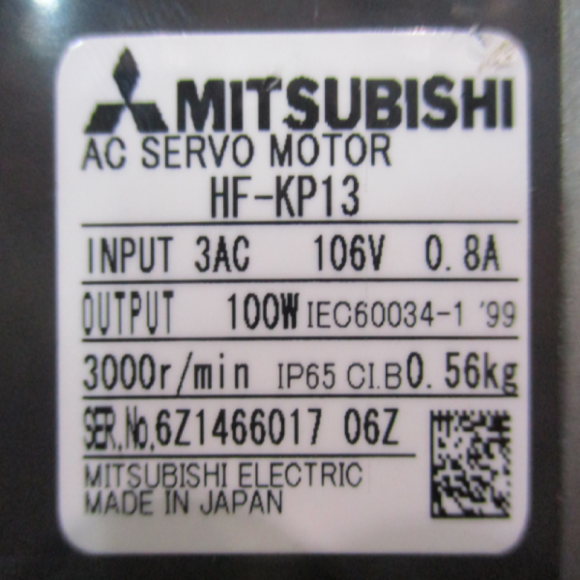 MITSUBISHI
AC SERVO MOTOR
HF-KP13
INPUT 3AC 106V 0.8A
OUTPUT 100W IEC60034-1 '99
3000r/min IP65 CI.B 0.56kg
SER.No.6Z1466017 06Z
MITSUBISHI ELECTRIC
MADE IN JAPAN